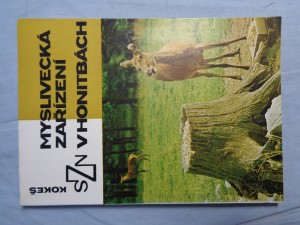 MYSLIVECKÁ
ZAŘÍZENÍ
V HONITBÁCH
SZN
KOKEŠ